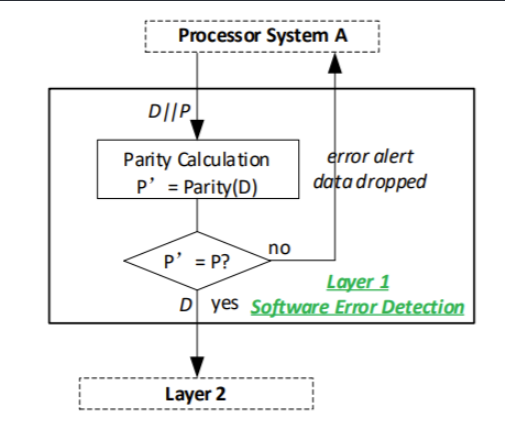 Processor System A
D||P
Parity Calculation
P' = Parity(D)
error alert
data dropped
P' = P?
no
D yes
Layer 1
Software Error Detection
Layer 2